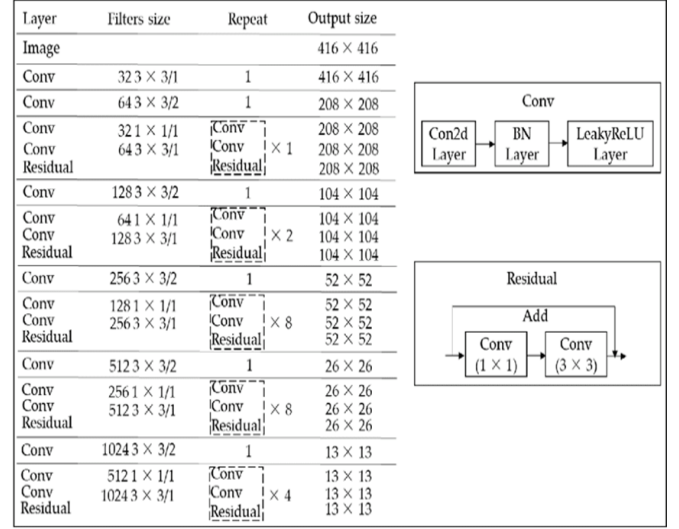 Layer Filters size Repeat Output size
Image 416 × 416
Conv 32 3 × 3/1 1 416 × 416
Conv 64 3 × 3/2 1 208 × 208
Conv 32 1 × 1/1 Conv 208 × 208
Conv 64 3 × 3/1 Conv × 1 208 × 208
Residual Residual 208 × 208
Conv 128 3 × 3/2 1 104 × 104
Conv 64 1 × 1/1 Conv 104 × 104
Conv 128 3 × 3/1 Conv × 2 104 × 104
Residual Residual 104 × 104
Conv 256 3 × 3/2 1 52 × 52
Conv 128 1 × 1/1 Conv 52 × 52
Conv 256 3 × 3/1 Conv × 8 52 × 52
Residual Residual 52 × 52
Conv 512 3 × 3/2 1 26 × 26
Conv 256 1 × 1/1 Conv 26 × 26
Conv 512 3 × 3/1 Conv × 8 26 × 26
Residual Residual 26 × 26
Conv 1024 3 × 3/2 1 13 × 13
Conv 512 1 × 1/1 Conv 13 × 13
Conv 1024 3 × 3/1 Conv × 4 13 × 13
Residual Residual 13 × 13
Conv
Con2d BN LeakyReLU
Layer Layer Layer
Residual
Add
Conv Conv
(1 × 1) (3 × 3)